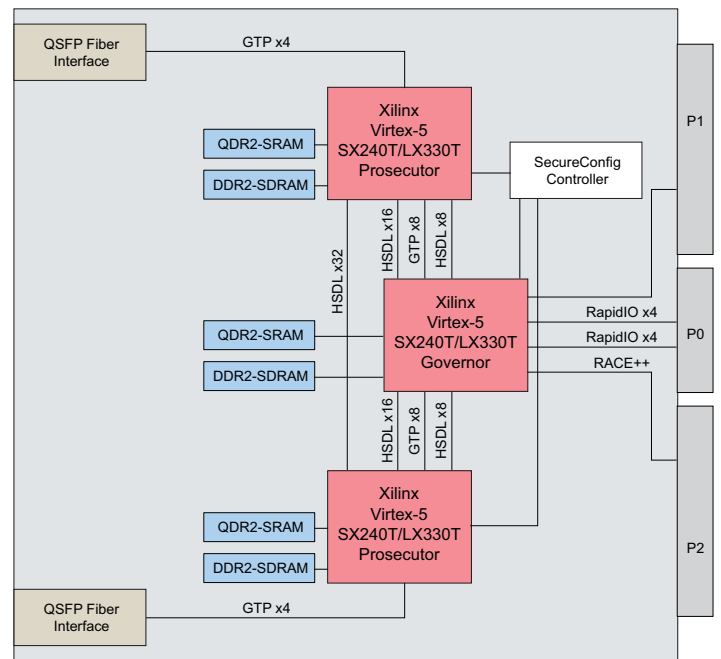 QSFP Fiber
Interface
GTP x4
Xilinx
Virtex-5
SX240T/LX330T
Prosecutor
QDR2-SRAM
DDR2-SDRAM
SecureConfig
Controller
P1
HSDL x32
HSDL x16
GTP x8
HSDL x8
Xilinx
Virtex-5
SX240T/LX330T
Governor
QDR2-SRAM
DDR2-SDRAM
RapidIO x4
RapidIO x4
RACE++
P0
HSDL x16
GTP x8
HSDL x8
Xilinx
Virtex-5
SX240T/LX330T
Prosecutor
QDR2-SRAM
DDR2-SDRAM
P2
QSFP Fiber
Interface
GTP x4